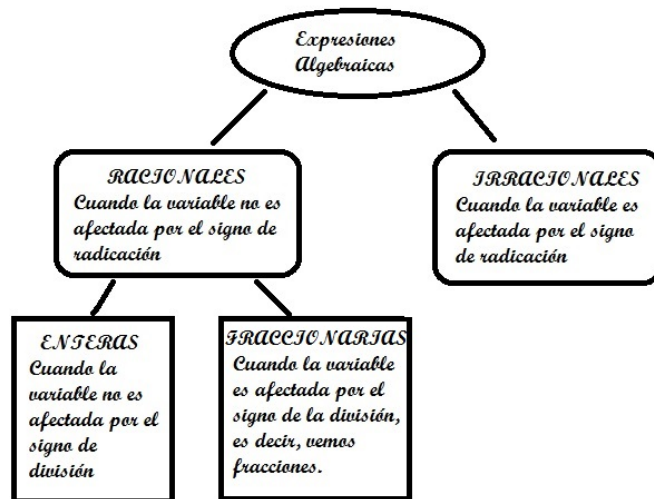 Expresiones
Algebraicas
RACIONALES
Cuando la variable no es
afectada por el signo de
radicación
IRRACIONALES
Cuando la variable es
afectada por el signo
de radicación
ENTERAS
Cuando la
variable no es
afectada por el
signo de
división
FRACCIONARIAS
Cuando la variable
es afectada por el
signo de la división,
es decir, vemos
fracciones.